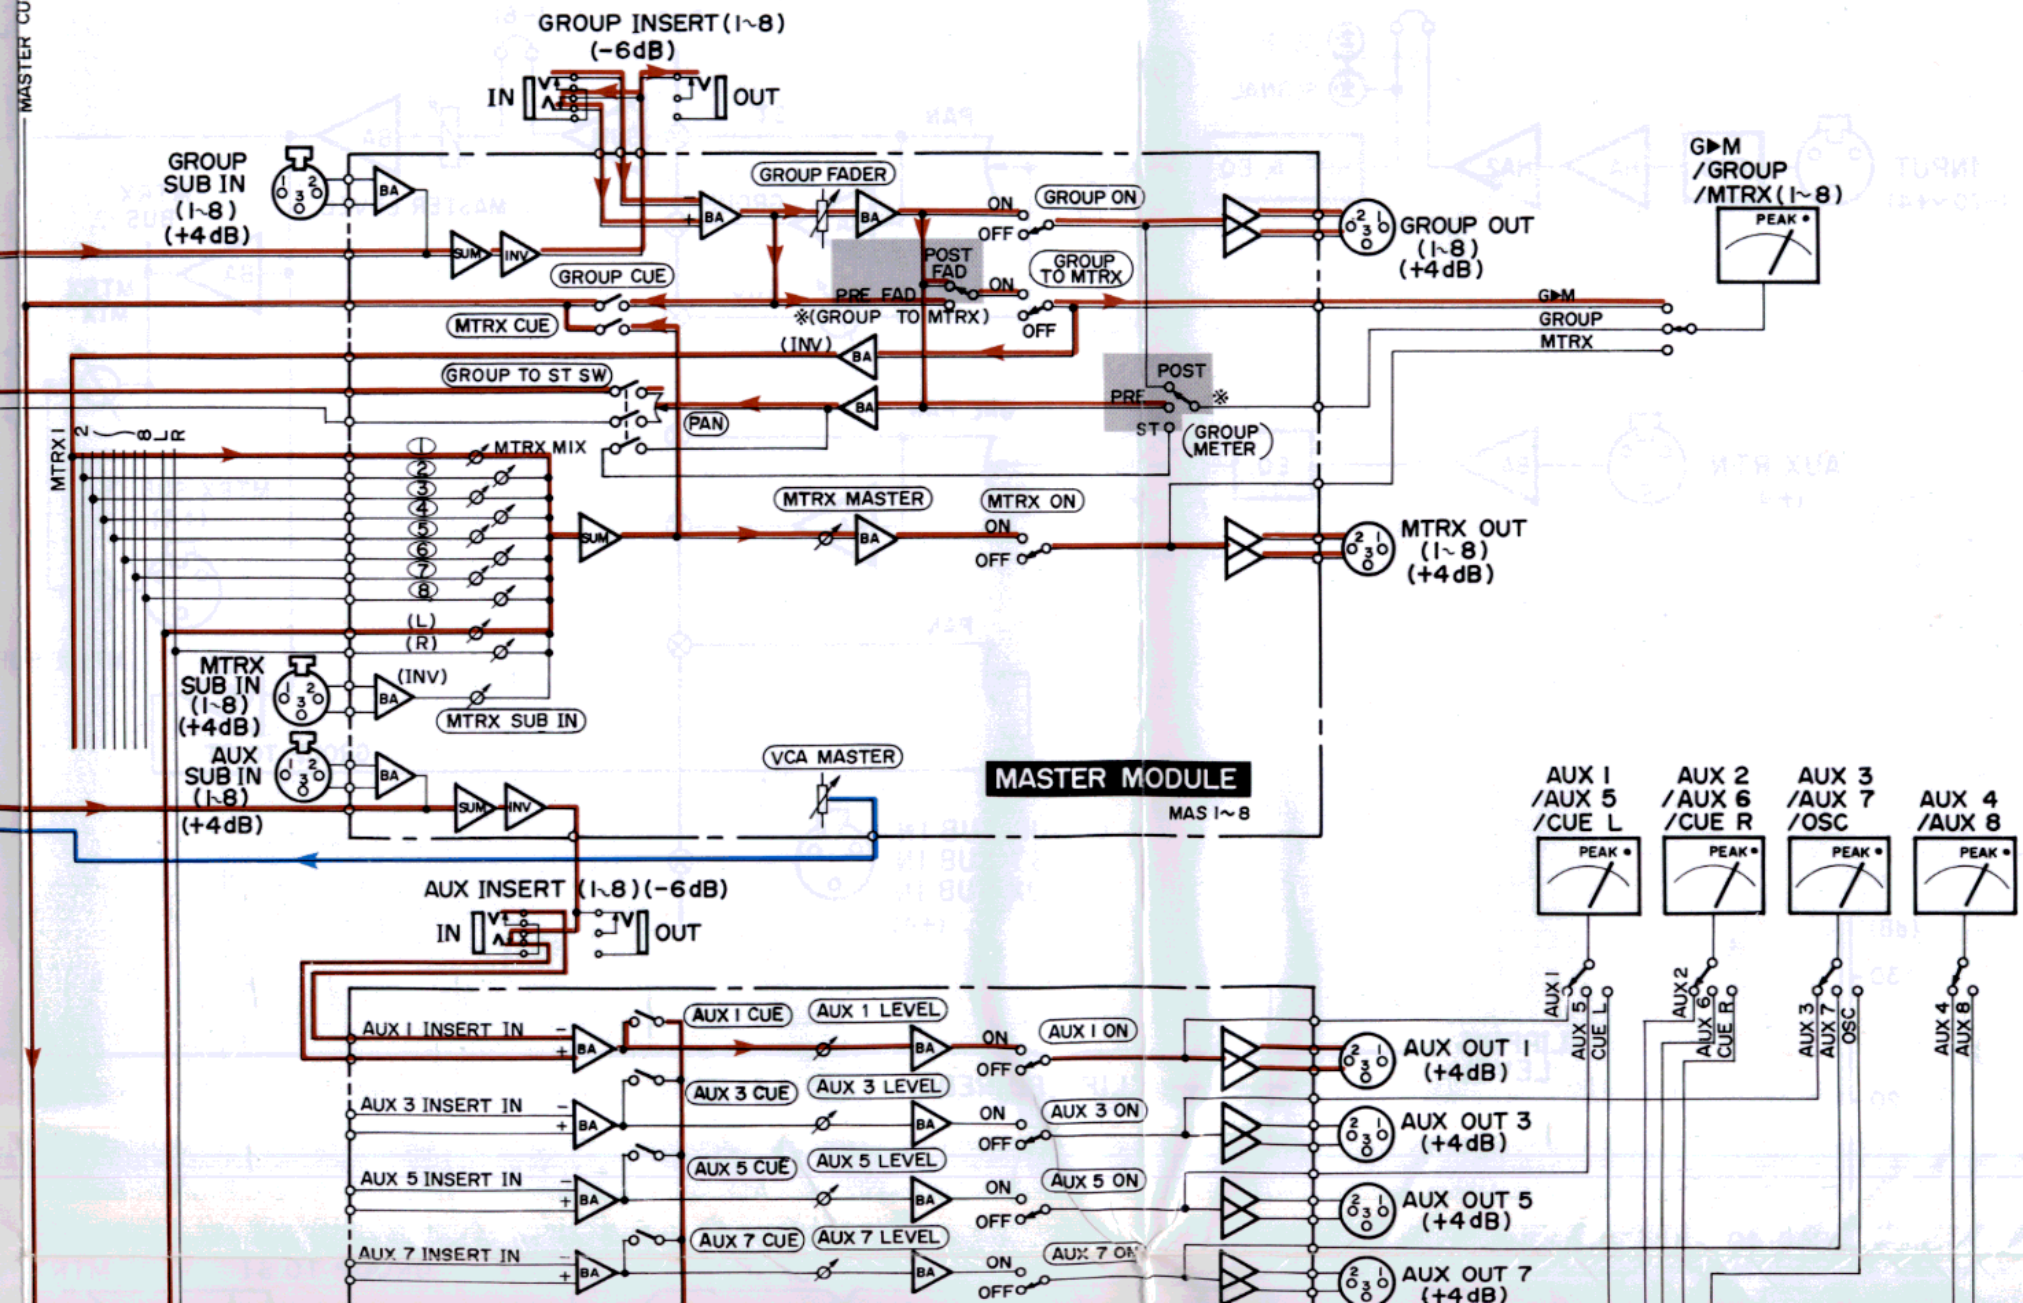 MASTER CU
GROUP INSERT(1~8)
(-6dB)
IN
OUT
GROUP
SUB IN
(1~8)
(+4dB)
BA
GROUP FADER
BA
BA
ON
OFF
GROUP ON
GROUP OUT
(1~8)
(+4dB)
G▶M
/GROUP
/MTRX(1~8)
PEAK
SUM
INV
GROUP CUE
POST
FAD
PRE FAD
※(GROUP TO MTRX)
GROUP
TO MTRX
ON
OFF
G▶M
GROUP
MTRX
MTRX CUE
(INV)
BA
GROUP TO ST SW
BA
PAN
POST
PRE
※
ST
(GROUP
METER)
MTRX 1
2
8
L
R
1
2
3
4
5
6
7
8
(L)
(R)
MTRX MIX
SUM
MTRX MASTER
BA
MTRX ON
ON
OFF
MTRX OUT
(1~8)
(+4dB)
MTRX
SUB IN
(1~8)
(+4dB)
BA
(INV)
MTRX SUB IN
AUX
SUB IN
(1~8)
(+4dB)
BA
SUM
INV
VCA MASTER
MASTER MODULE
MAS 1~8
AUX INSERT (1~8)(-6dB)
IN
OUT
AUX 1
/AUX 5
/CUE L
PEAK
AUX 2
/AUX 6
/CUE R
PEAK
AUX 3
/AUX 7
/OSC
PEAK
AUX 4
/AUX 8
PEAK
AUX 1
AUX 5
CUE L
AUX 2
AUX 6
CUE R
AUX 3
AUX 7
OSC
AUX 4
AUX 8
AUX 1 INSERT IN
BA
AUX 1 CUE
AUX 1 LEVEL
BA
ON
OFF
AUX 1 ON
AUX OUT 1
(+4dB)
AUX 3 INSERT IN
BA
AUX 3 CUE
AUX 3 LEVEL
BA
ON
OFF
AUX 3 ON
AUX OUT 3
(+4dB)
AUX 5 INSERT IN
BA
AUX 5 CUE
AUX 5 LEVEL
BA
ON
OFF
AUX 5 ON
AUX OUT 5
(+4dB)
AUX 7 INSERT IN
BA
AUX 7 CUE
AUX 7 LEVEL
BA
ON
OFF
AUX 7 ON
AUX OUT 7
(+4dB)